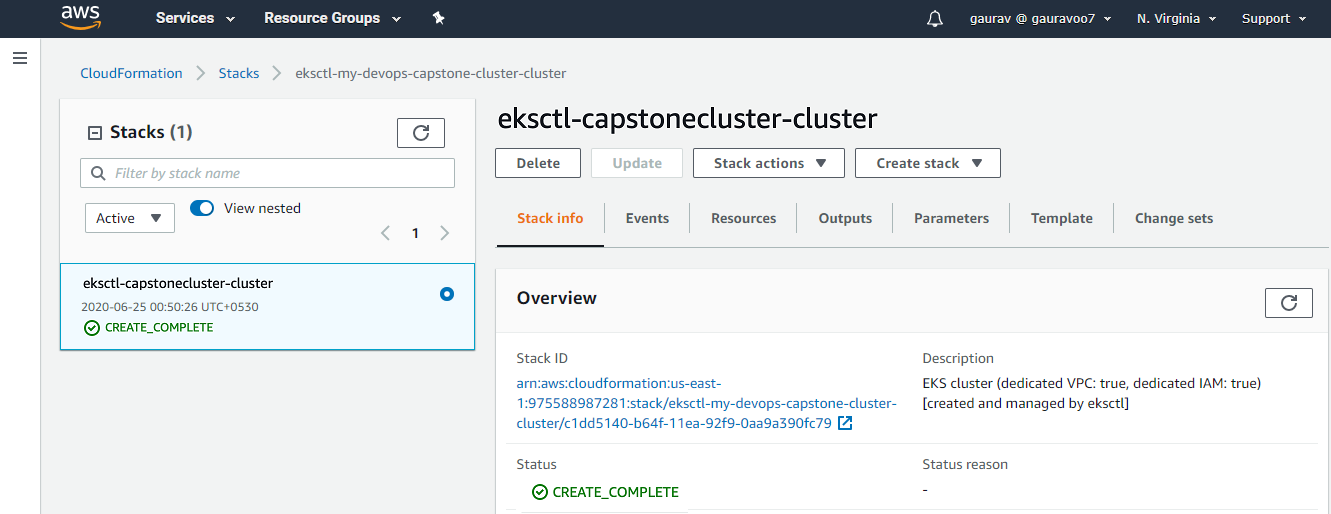 aws Services Resource Groups gaurav @ gauravoo7 N. Virginia Support
CloudFormation Stacks eksctl-my-devops-capstone-cluster-cluster
Stacks (1)
Filter by stack name
Active View nested
1
eksctl-capstonecluster-cluster
2020-06-25 00:50:26 UTC+0530
CREATE_COMPLETE
eksctl-capstonecluster-cluster
Delete Update Stack actions Create stack
Stack info Events Resources Outputs Parameters Template Change sets
Overview
Stack ID
arn:aws:cloudformation:us-east-
1:975588987281:stack/eksctl-my-devops-capstone-cluster-
cluster/c1dd5140-b64f-11ea-92f9-0aa9a390fc79
Description
EKS cluster (dedicated VPC: true, dedicated IAM: true)
[created and managed by eksctl]
Status
CREATE_COMPLETE
Status reason
-